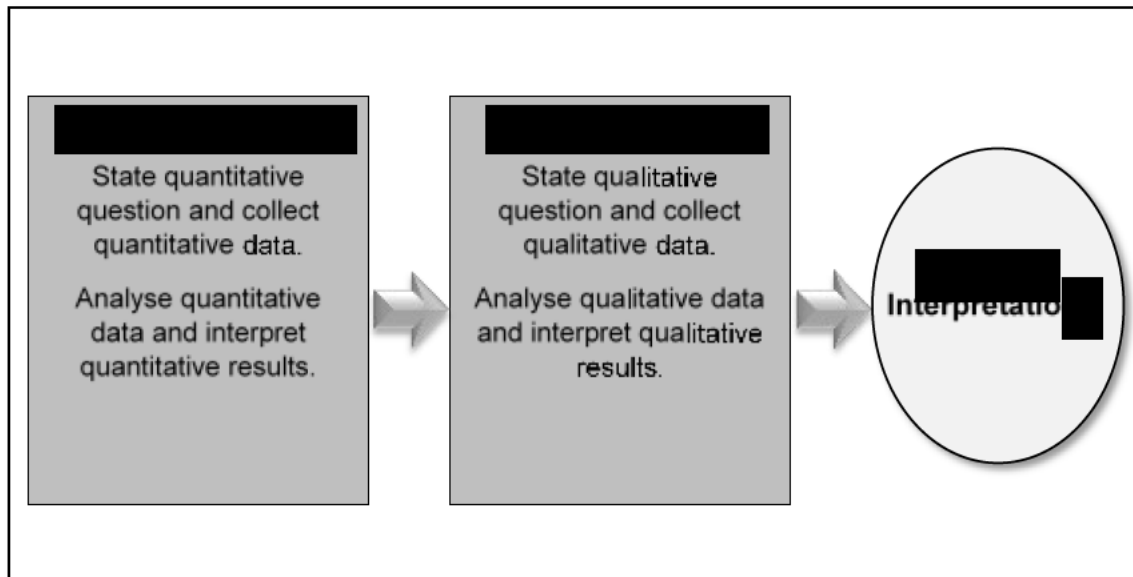 State quantitative
question and collect
quantitative data.
Analyse quantitative
data and interpret
quantitative results.
State qualitative
question and collect
qualitative data.
Analyse qualitative data
and interpret qualitative
results.